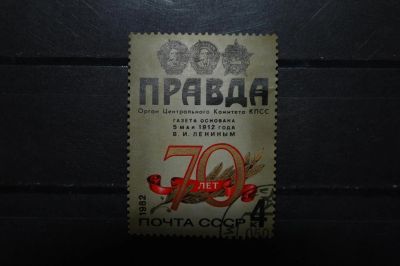 ПРАВДА
Орган Центрального Комитета КПСС
ГАЗЕТА ОСНОВАНА
5 МАЯ 1912 ГОДА
В. И. ЛЕНИНЫМ
70
ЛЕТ
1982
ПОЧТА СССР 4